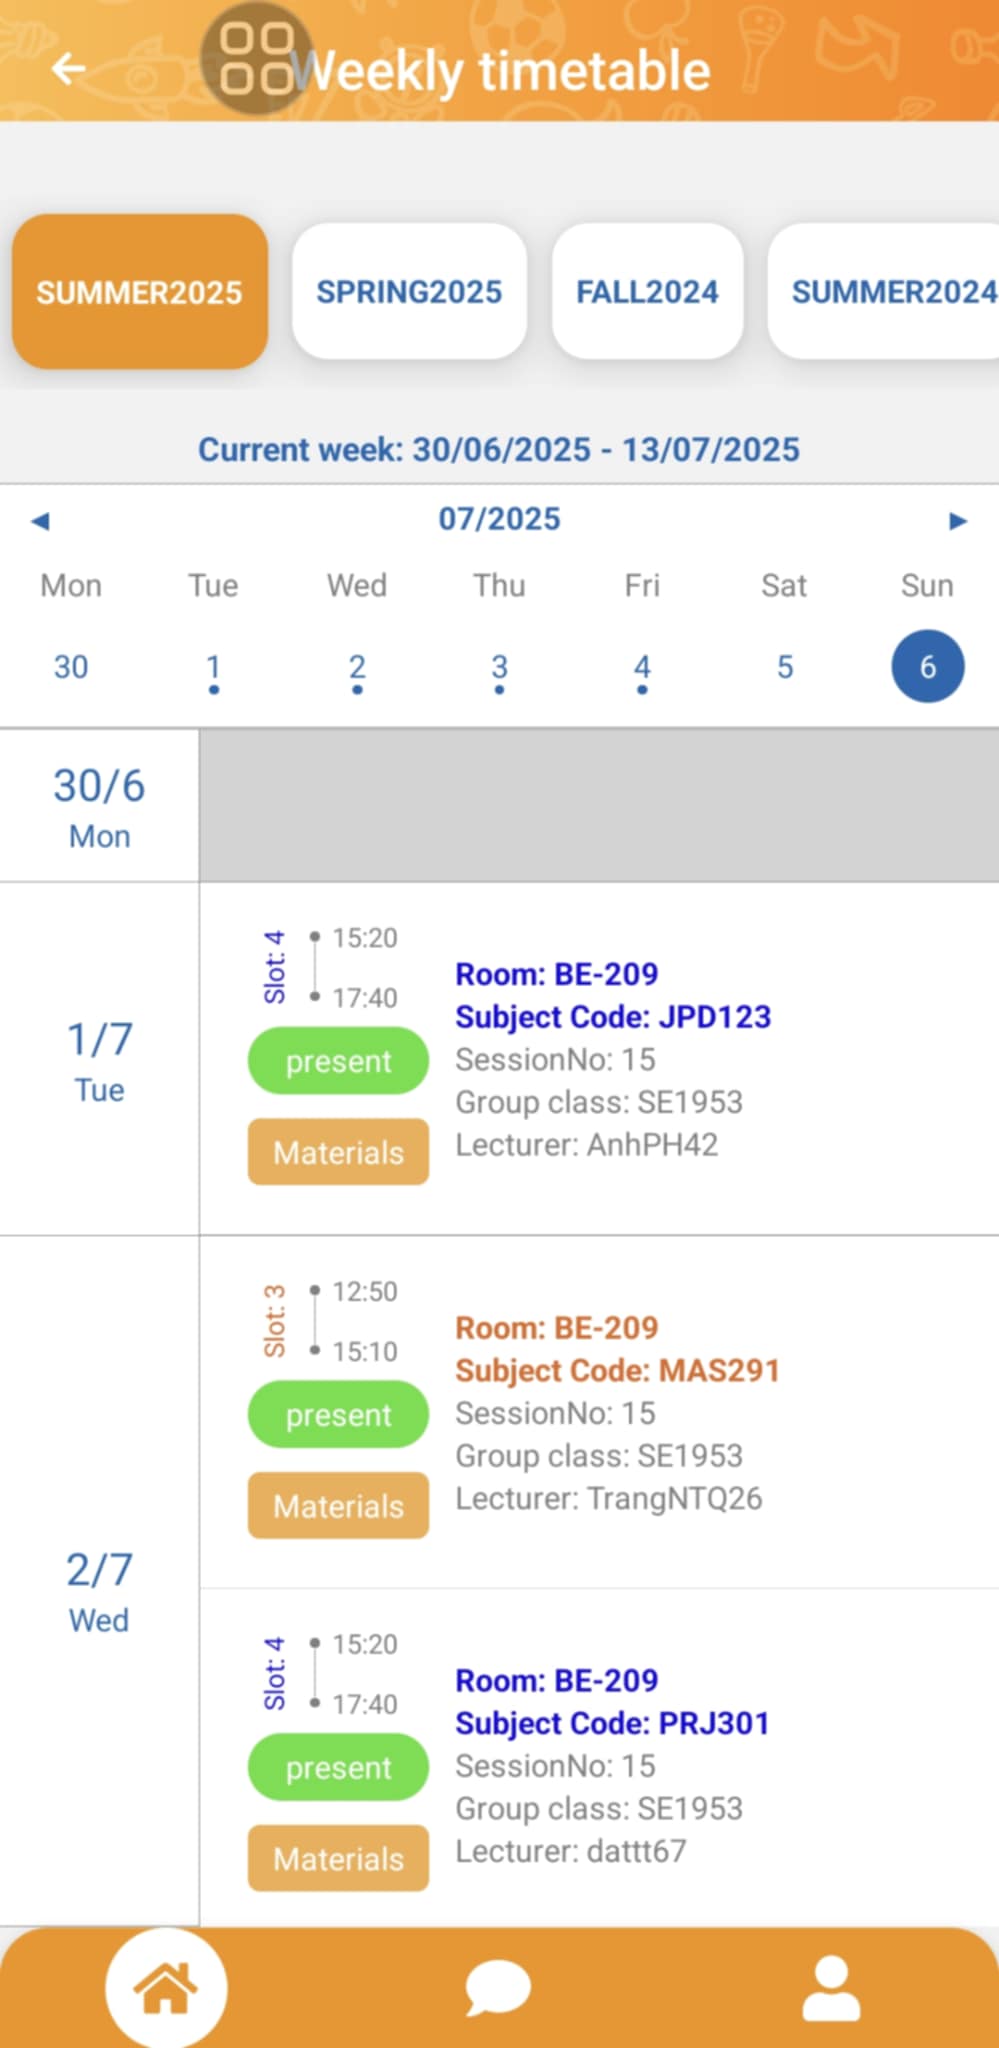 Weekly timetable
SUMMER2025
SPRING2025
FALL2024
SUMMER2024
Current week: 30/06/2025 - 13/07/2025
◄ 07/2025 ►
Mon Tue Wed Thu Fri Sat Sun
30 1 2 3 4 5 6
30/6
Mon
1/7
Tue
Slot: 4
15:20
17:40
present
Materials
Room: BE-209
Subject Code: JPD123
SessionNo: 15
Group class: SE1953
Lecturer: AnhPH42
2/7
Wed
Slot: 3
12:50
15:10
present
Materials
Room: BE-209
Subject Code: MAS291
SessionNo: 15
Group class: SE1953
Lecturer: TrangNTQ26
Slot: 4
15:20
17:40
present
Materials
Room: BE-209
Subject Code: PRJ301
SessionNo: 15
Group class: SE1953
Lecturer: dattt67